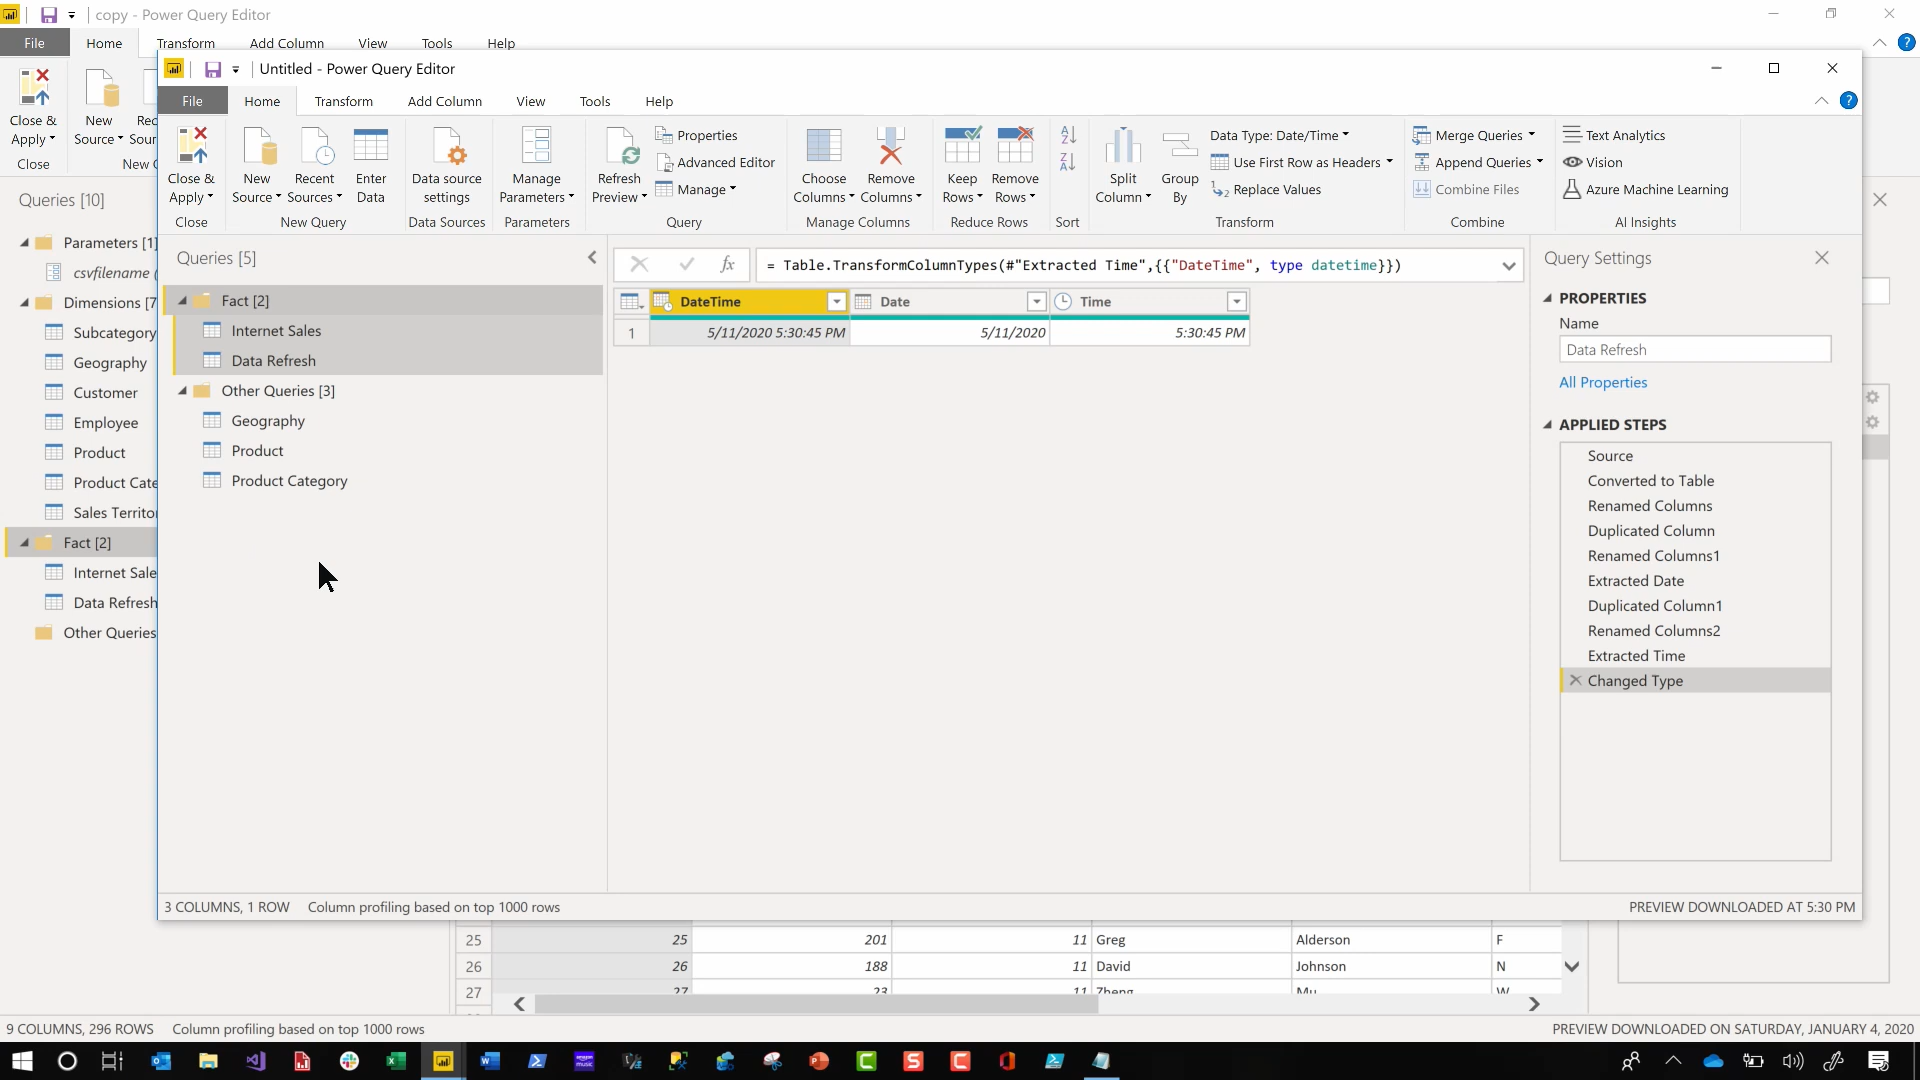 copy - Power Query Editor
File Home Transform Add Column View Tools Help
Close & Apply
New Source
Close
Queries [10]
Parameters [1]
csvfilename
Dimensions [7
Subcategory
Geography
Customer
Employee
Product
Product Cate
Sales Territo
Fact [2]
Internet Sale
Data Refresh
Other Queries
Untitled - Power Query Editor
File Home Transform Add Column View Tools Help
Close & Apply
Close
New Source
Recent Sources
Enter Data
New Query
Data source settings
Data Sources
Manage Parameters
Parameters
Refresh Preview
Properties
Advanced Editor
Manage
Query
Choose Columns
Remove Columns
Manage Columns
Keep Rows
Remove Rows
Reduce Rows
Sort
Split Column
Group By
Data Type: Date/Time
Use First Row as Headers
Replace Values
Transform
Merge Queries
Append Queries
Combine Files
Combine
Text Analytics
Vision
Azure Machine Learning
AI Insights
Queries [5]
Fact [2]
Internet Sales
Data Refresh
Other Queries [3]
Geography
Product
Product Category
fx = Table.TransformColumnTypes(#"Extracted Time",{{"DateTime", type datetime}})
DateTime Date Time
1 5/11/2020 5:30:45 PM 5/11/2020 5:30:45 PM
Query Settings
PROPERTIES
Name
Data Refresh
All Properties
APPLIED STEPS
Source
Converted to Table
Renamed Columns
Duplicated Column
Renamed Columns1
Extracted Date
Duplicated Column1
Renamed Columns2
Extracted Time
Changed Type
3 COLUMNS, 1 ROW Column profiling based on top 1000 rows PREVIEW DOWNLOADED AT 5:30 PM
25 25 201 11 Greg Alderson F
26 26 188 11 David Johnson N
27 27 23 11 Zheng Mu W
9 COLUMNS, 296 ROWS Column profiling based on top 1000 rows PREVIEW DOWNLOADED ON SATURDAY, JANUARY 4, 2020